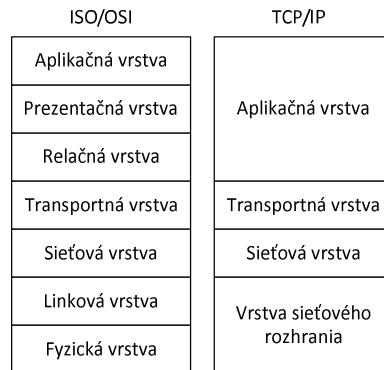 ISO/OSI
Aplikačná vrstva
Prezentačná vrstva
Relačná vrstva
Transportná vrstva
Sieťová vrstva
Linková vrstva
Fyzická vrstva
TCP/IP
Aplikačná vrstva
Transportná vrstva
Sieťová vrstva
Vrstva sieťového
rozhrania